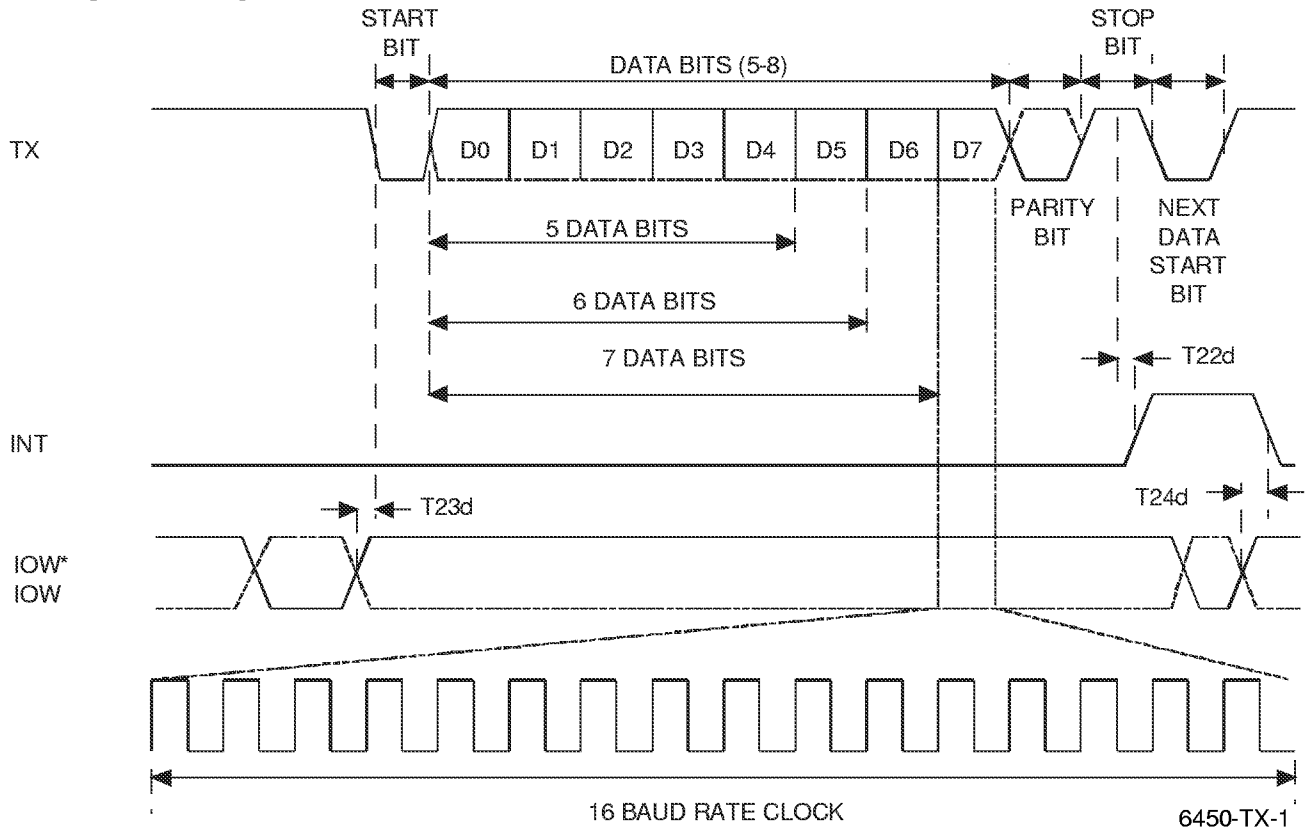 START
BIT
STOP
BIT
DATA BITS (5-8)
TX
D0 D1 D2 D3 D4 D5 D6 D7
PARITY
BIT
NEXT
DATA
START
BIT
5 DATA BITS
6 DATA BITS
7 DATA BITS
T22d
INT
T23d
T24d
IOW*
IOW
16 BAUD RATE CLOCK
6450-TX-1